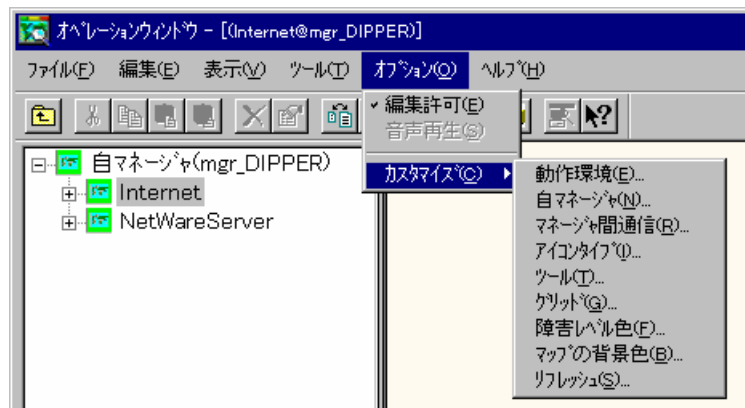 オペレーションウィンドウ - [(Internet@mgr_DIPPER)]
ファイル(F) 編集(E) 表示(V) ツール(T) オプション(O) ヘルプ(H)
編集許可(E)
音声再生(S)
カスタマイズ(C)
自マネージャ(mgr_DIPPER)
Internet
NetWareServer
動作環境(E)...
自マネージャ(N)...
マネージャ間通信(R)...
アイコンタイプ(I)...
ツール(T)...
グリッド(G)...
障害レベル色(F)...
マップの背景色(B)...
リフレッシュ(S)...